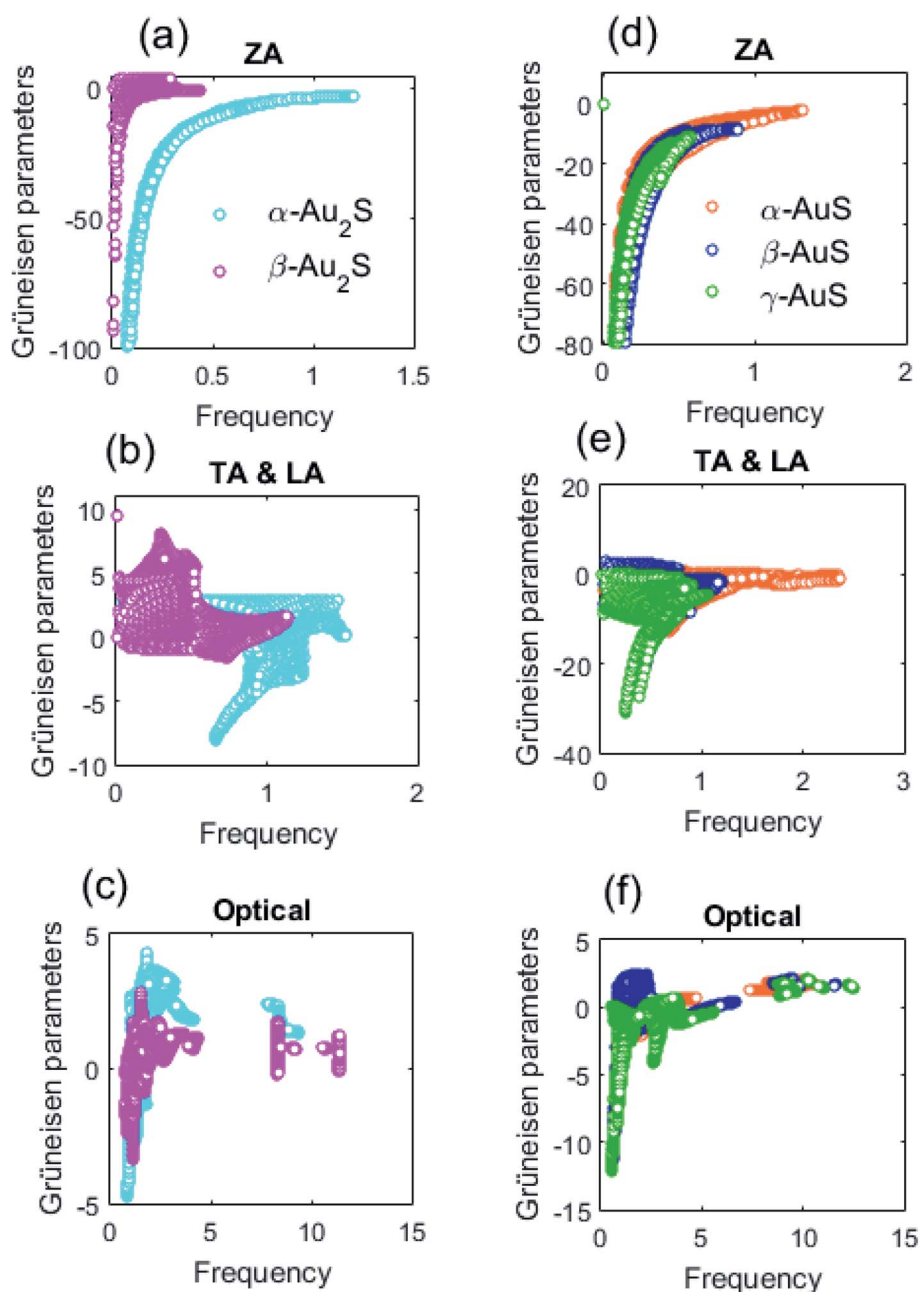 (a)
ZA
Grüneisen parameters
0
-50
-100
α-Au₂S
β-Au₂S
0
0.5
1
1.5
Frequency
(b)
TA & LA
Grüneisen parameters
10
5
0
-5
-10
0
1
2
Frequency
(c)
Optical
Grüneisen parameters
5
0
-5
0
5
10
15
Frequency
(d)
ZA
Grüneisen parameters
0
-20
-40
-60
-80
α-AuS
β-AuS
γ-AuS
0
1
2
Frequency
(e)
TA & LA
Grüneisen parameters
20
0
-20
-40
0
1
2
3
Frequency
(f)
Optical
Grüneisen parameters
5
0
-5
-10
-15
0
5
10
15
Frequency